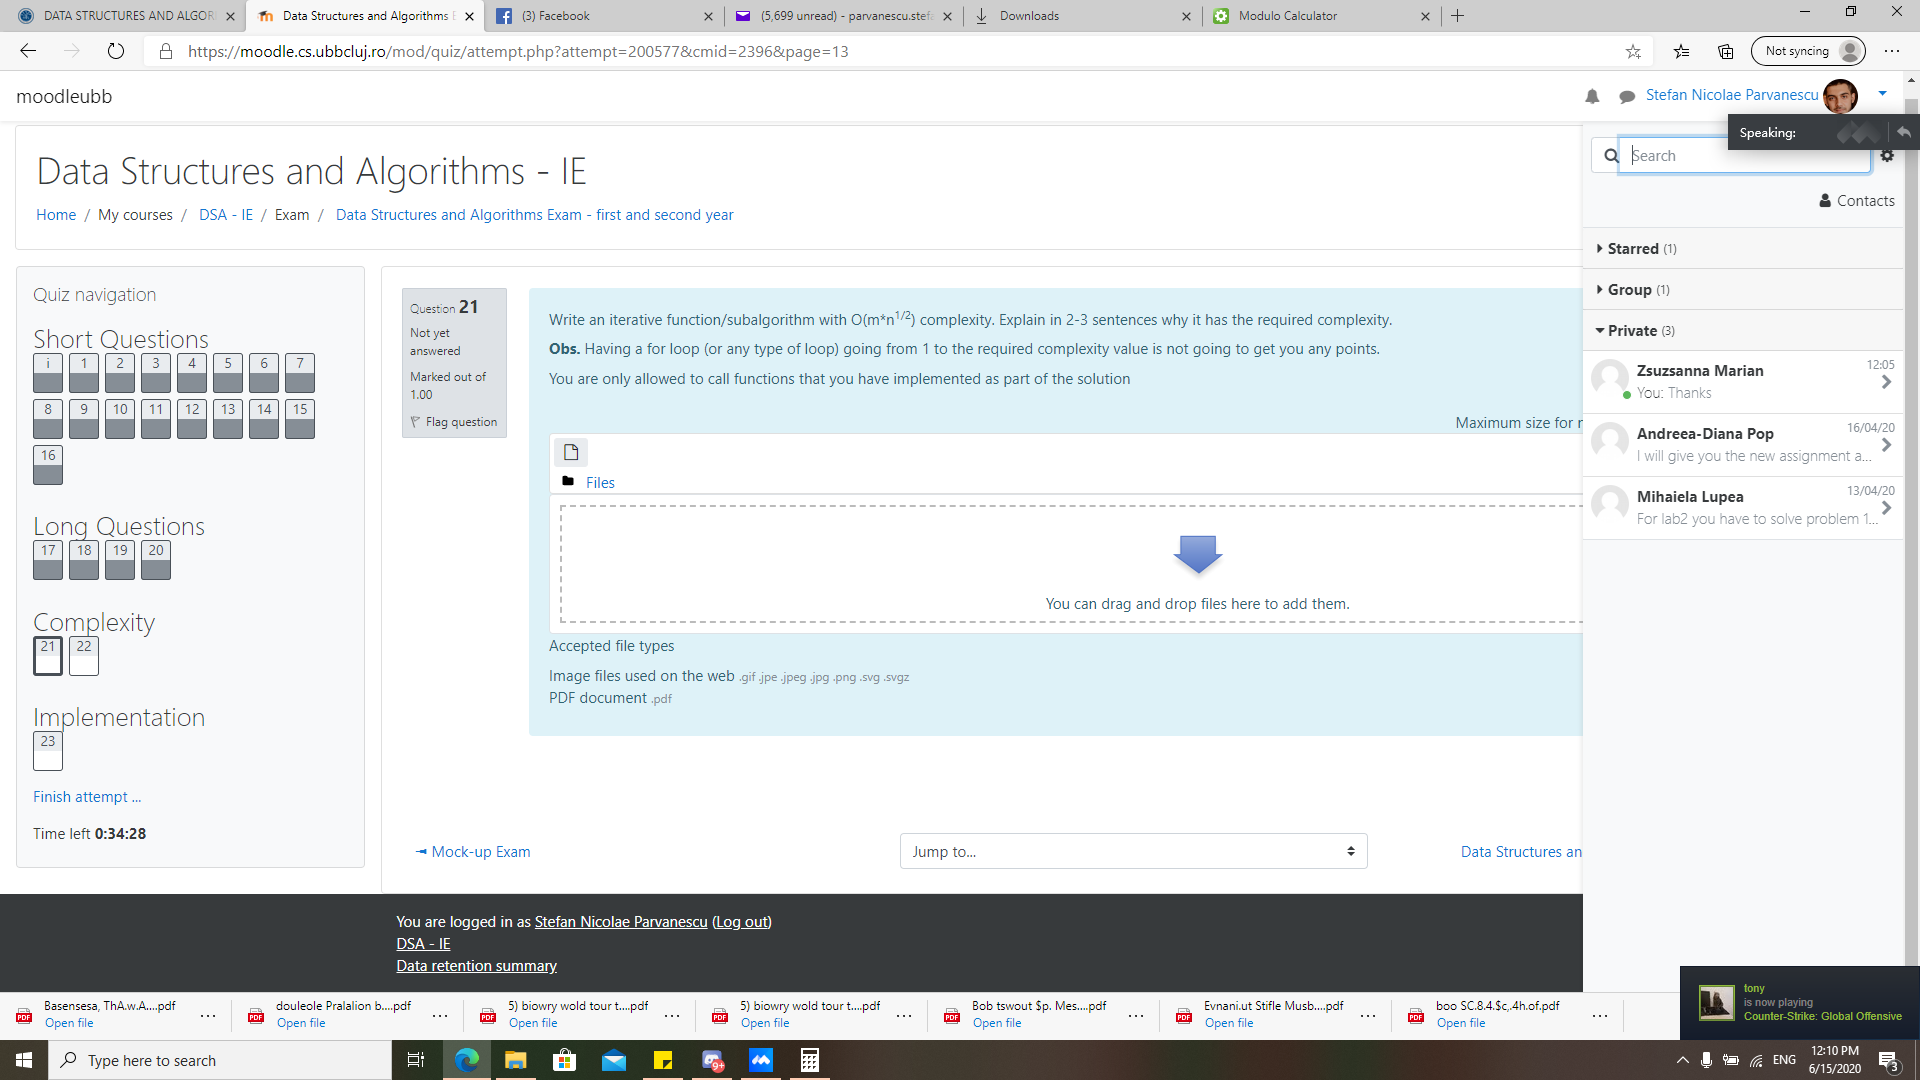 DATA STRUCTURES AND ALGOR
Data Structures and Algorithms E
(3) Facebook
(5,699 unread) - parvanescu.stefa
Downloads
Modulo Calculator
https://moodle.cs.ubbcluj.ro/mod/quiz/attempt.php?attempt=200577&cmid=2396&page=13
Not syncing
moodleubb
Stefan Nicolae Parvanescu
Speaking:
Search
Data Structures and Algorithms - IE
Home / My courses / DSA - IE / Exam / Data Structures and Algorithms Exam - first and second year
Contacts
Starred (1)
Group (1)
Private (3)
Zsuzsanna Marian 12:05
You: Thanks
Andreea-Diana Pop 16/04/20
I will give you the new assignment a...
Mihaiela Lupea 13/04/20
For lab2 you have to solve problem 1...
Quiz navigation
Short Questions
i 1 2 3 4 5 6 7
8 9 10 11 12 13 14 15
16
Long Questions
17 18 19 20
Complexity
21 22
Implementation
23
Finish attempt ...
Time left 0:34:28
Question 21
Not yet
answered
Marked out of
1.00
Flag question
Write an iterative function/subalgorithm with O(m*n1/2) complexity. Explain in 2-3 sentences why it has the required complexity.
Obs. Having a for loop (or any type of loop) going from 1 to the required complexity value is not going to get you any points.
You are only allowed to call functions that you have implemented as part of the solution
Maximum size for n
Files
You can drag and drop files here to add them.
Accepted file types
Image files used on the web .gif .jpe .jpeg .jpg .png .svg .svgz
PDF document .pdf
◄ Mock-up Exam
Jump to...
Data Structures an
You are logged in as Stefan Nicolae Parvanescu (Log out)
DSA - IE
Data retention summary
Basensesa, ThA.w.A....pdf
Open file
douleole Pralalion b....pdf
Open file
5) biowry wold tour t....pdf
Open file
5) biowry wold tour t....pdf
Open file
Bob tswout $p. Mes....pdf
Open file
Evnani.ut Stifle Musb....pdf
Open file
boo SC.8.4.$c,.4h.of.pdf
Open file
tony
is now playing
Counter-Strike: Global Offensive
Type here to search
9+
ENG
12:10 PM
6/15/2020
3